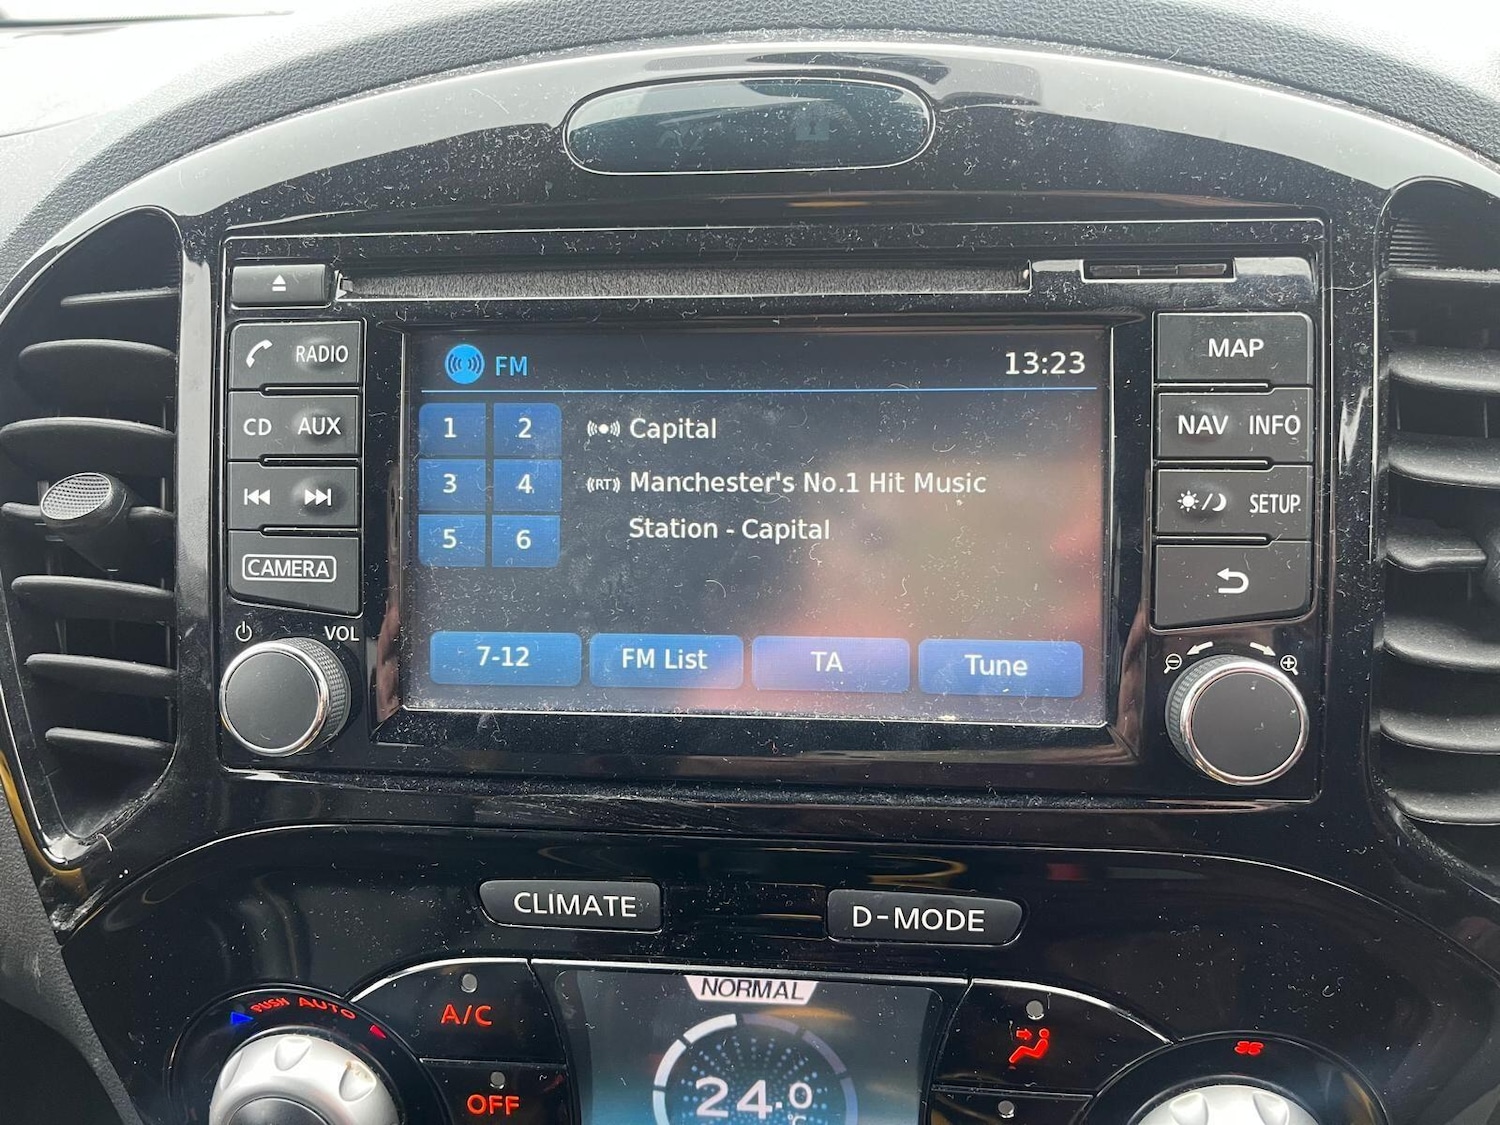 RADIO
CD AUX
CAMERA
VOL
FM 13:23
1 2
3 4
5 6
Capital
RT Manchester's No.1 Hit Music
Station - Capital
7-12 FM List TA Tune
MAP
NAV INFO
SETUP
CLIMATE D-MODE
PUSH AUTO
A/C
OFF
NORMAL
24.0
°C